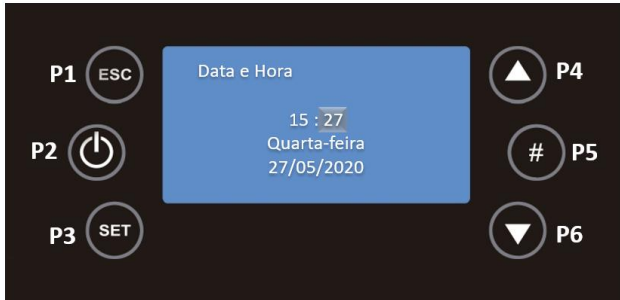 P1 ESC
Data e Hora
P4
15 : 27
Quarta-feira
27/05/2020
P2
# P5
P3 SET
P6